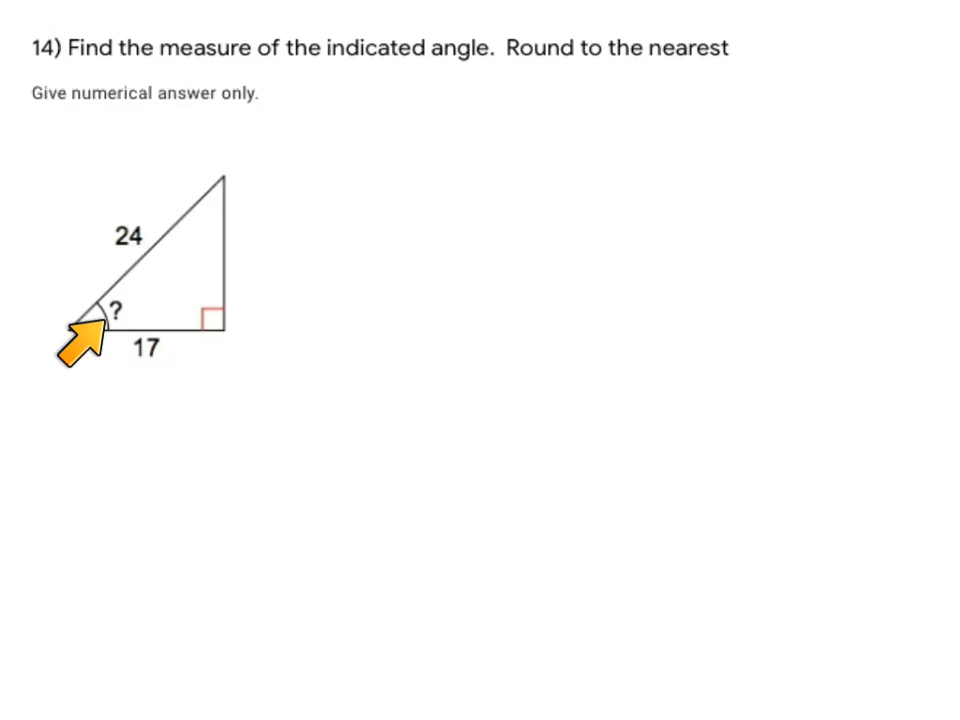 14) Find the measure of the indicated angle.  Round to the nearest
Give numerical answer only.
24
?
17